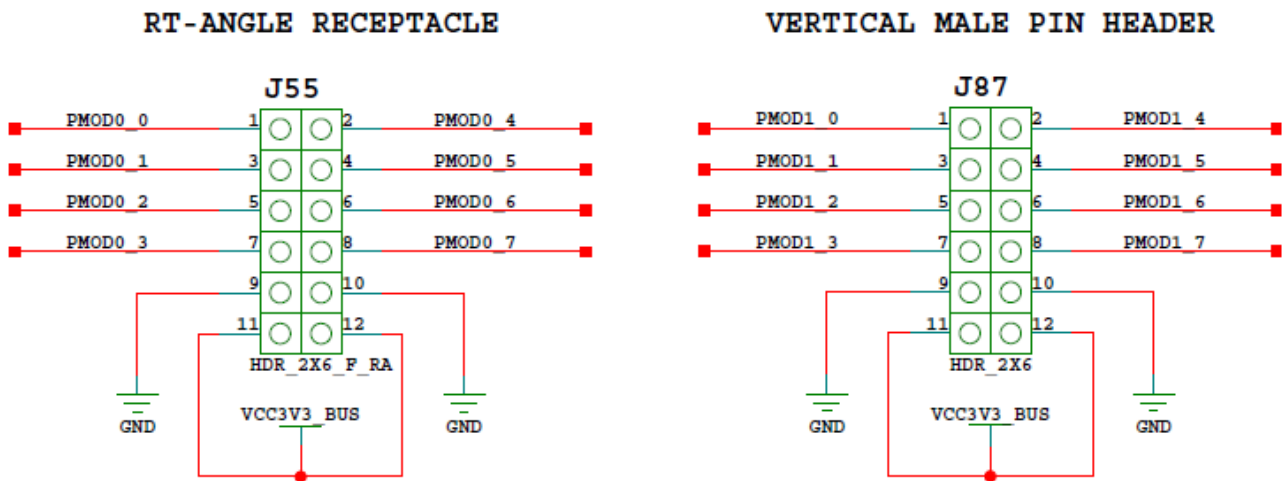 RT-ANGLE RECEPTACLE
J55
PMOD0_0 1 2 PMOD0_4
PMOD0_1 3 4 PMOD0_5
PMOD0_2 5 6 PMOD0_6
PMOD0_3 7 8 PMOD0_7
9 10
11 12
HDR_2X6_F_RA
VCC3V3_BUS
GND GND
VERTICAL MALE PIN HEADER
J87
PMOD1_0 1 2 PMOD1_4
PMOD1_1 3 4 PMOD1_5
PMOD1_2 5 6 PMOD1_6
PMOD1_3 7 8 PMOD1_7
9 10
11 12
HDR_2X6
VCC3V3_BUS
GND GND